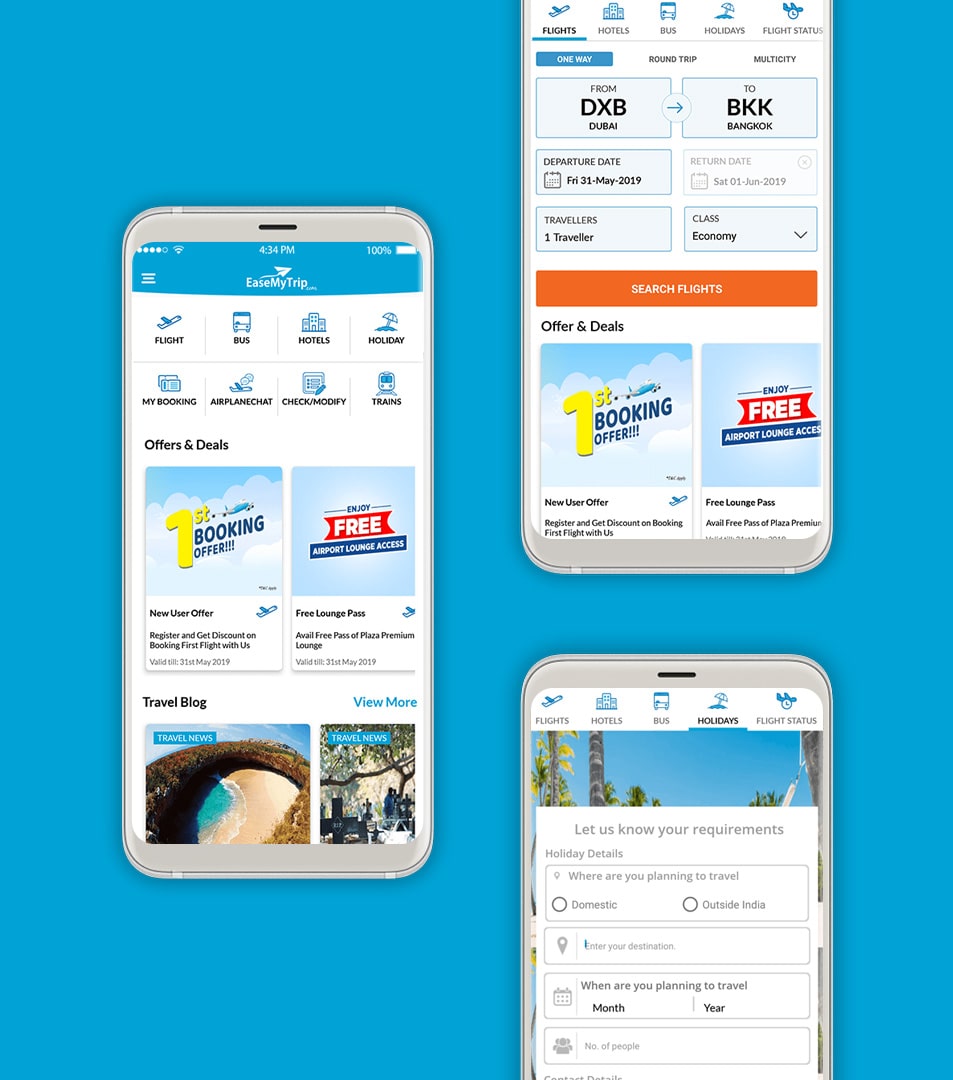 4:34 PM
100%
EaseMyTrip.com
FLIGHT
BUS
HOTELS
HOLIDAY
MY BOOKING
AIRPLANECHAT
CHECK/MODIFY
TRAINS
Offers & Deals
1st
BOOKING
OFFER!!!
*T&C Apply
ENJOY
FREE
AIRPORT LOUNGE ACCESS
New User Offer
Register and Get Discount on
Booking First Flight with Us
Valid till: 31st May 2019
Free Lounge Pass
Avail Free Pass of Plaza Premium
Lounge
Valid till: 31st May 2019
Travel Blog
View More
TRAVEL NEWS
TRAVEL NEWS
FLIGHTS
HOTELS
BUS
HOLIDAYS
FLIGHT STATUS
ONE WAY
ROUND TRIP
MULTICITY
FROM
DXB
DUBAI
TO
BKK
BANGKOK
DEPARTURE DATE
Fri 31-May-2019
RETURN DATE
Sat 01-Jun-2019
TRAVELLERS
1 Traveller
CLASS
Economy
SEARCH FLIGHTS
Offer & Deals
1st
BOOKING
OFFER!!!
*T&C Apply
ENJOY
FREE
AIRPORT LOUNGE ACCES
New User Offer
Register and Get Discount on Booking
First Flight with Us
Free Lounge Pass
Avail Free Pass of Plaza Premiun
FLIGHTS
HOTELS
BUS
HOLIDAYS
FLIGHT STATUS
Let us know your requirements
Holiday Details
Where are you planning to travel
Domestic
Outside India
Enter your destination.
When are you planning to travel
Month
Year
No. of people
Contact Details